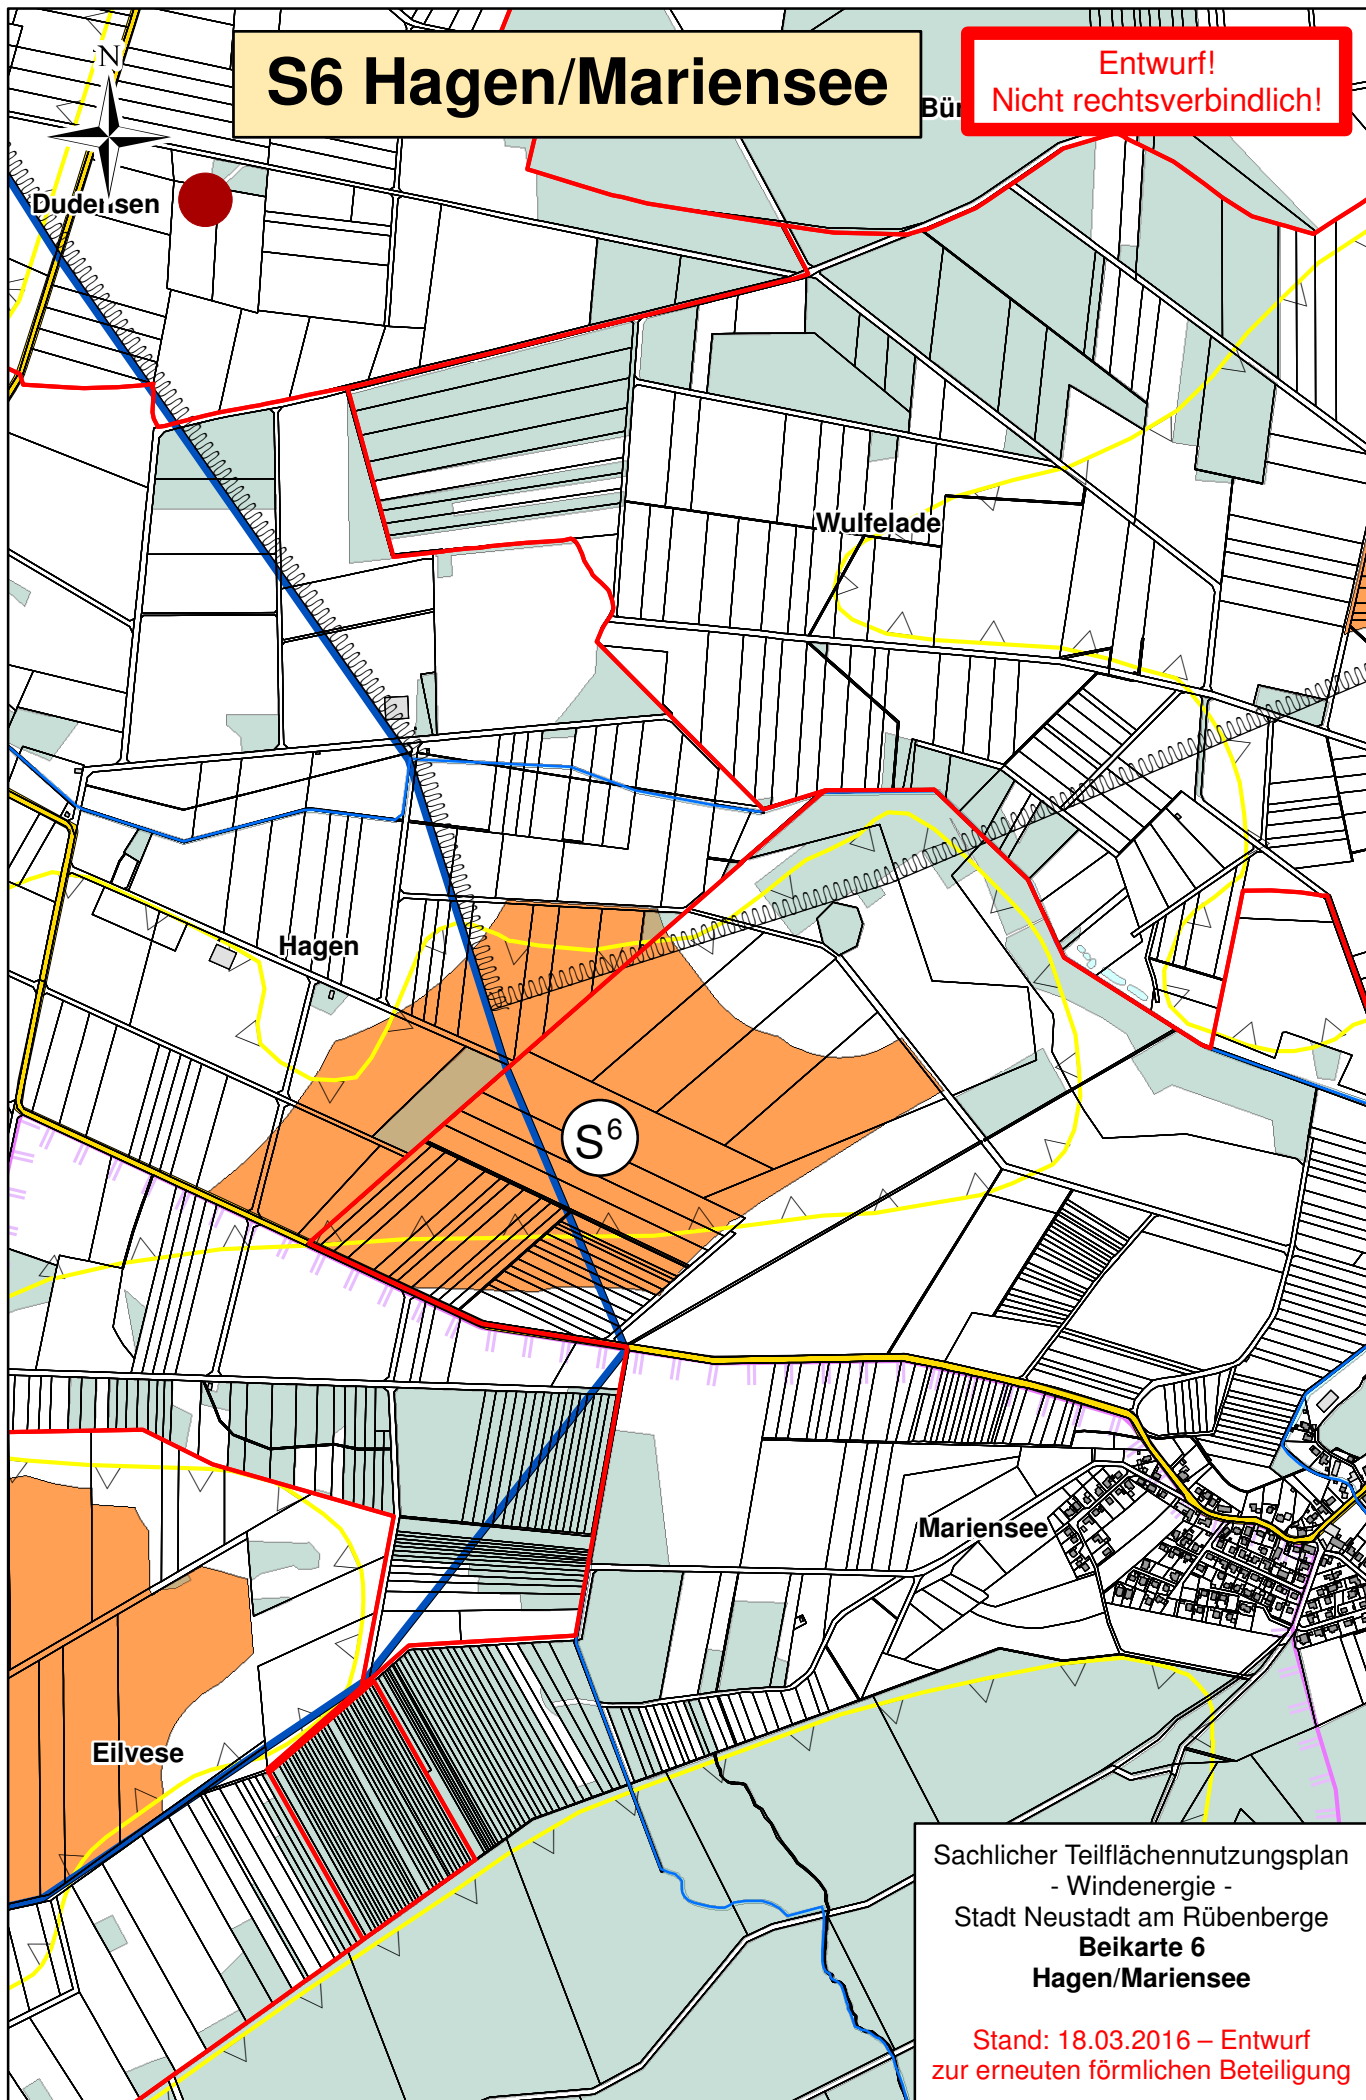 N
S6 Hagen/Mariensee
Entwurf!
Nicht rechtsverbindlich!
Dudensen
Wulfelade
Hagen
S6
Mariensee
Eilvese
Sachlicher Teilflächennutzungsplan
- Windenergie -
Stadt Neustadt am Rübenberge
Beikarte 6
Hagen/Mariensee
Stand: 18.03.2016 – Entwurf
zur erneuten förmlichen Beteiligung